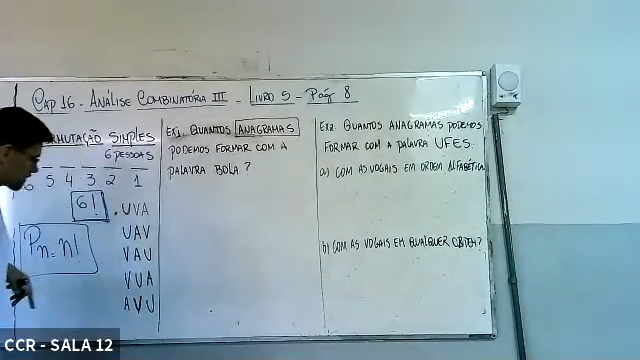 CAP 16 - ANÁLISE COMBINATÓRIA III - LIVRO 5 - PÁG 8
RMUTAÇÃO SIMPLES
6 PESSOAS
6 5 4 3 2 1
6!
Pn = n!
. UVA
UAV
VAU
VUA
AVU
EX1. QUANTOS ANAGRAMAS
PODEMOS FORMAR COM A
PALAVRA BOLA ?
EX2. QUANTOS ANAGRAMAS PODEMOS
FORMAR COM A PALAVRA UFES.
a) COM AS VOGAIS EM ORDEM ALFABÉTICA
b) COM AS VOGAIS EM QUALQUER ORDEM?
CCR - SALA 12